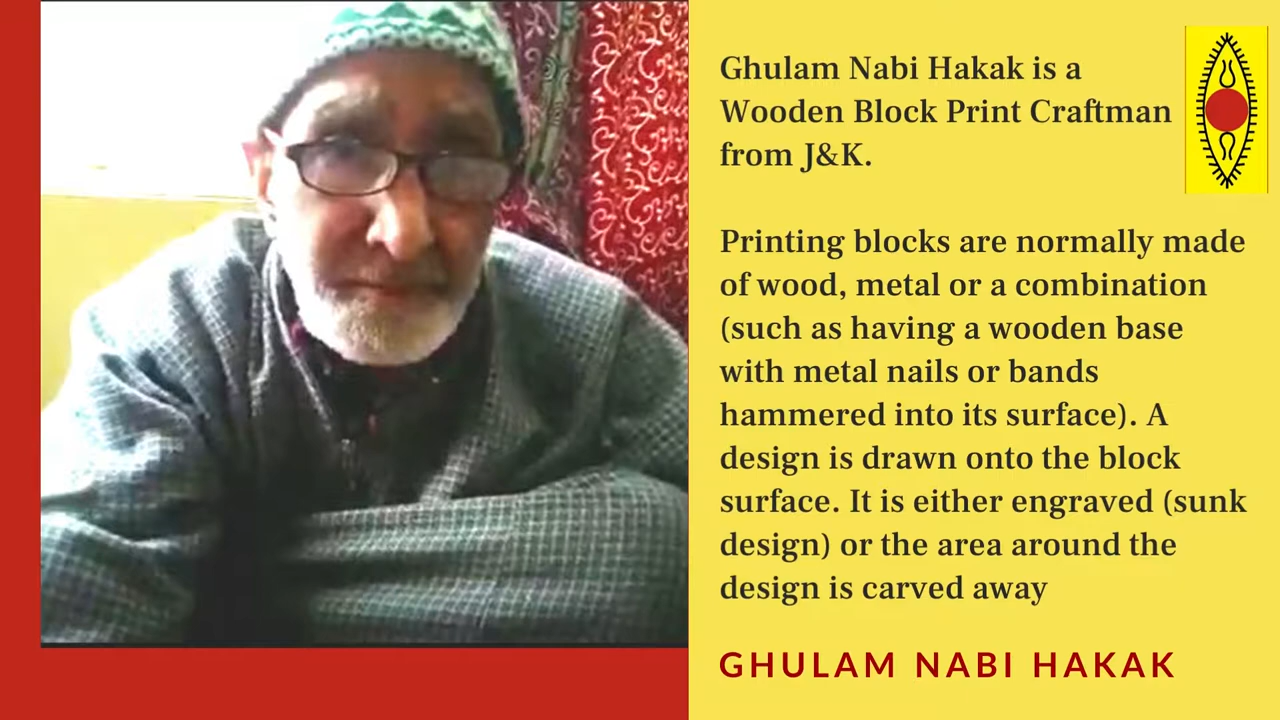 Ghulam Nabi Hakak is a
Wooden Block Print Craftman
from J&K.
Printing blocks are normally made
of wood, metal or a combination
(such as having a wooden base
with metal nails or bands
hammered into its surface). A
design is drawn onto the block
surface. It is either engraved (sunk
design) or the area around the
design is carved away
GHULAM NABI HAKAK